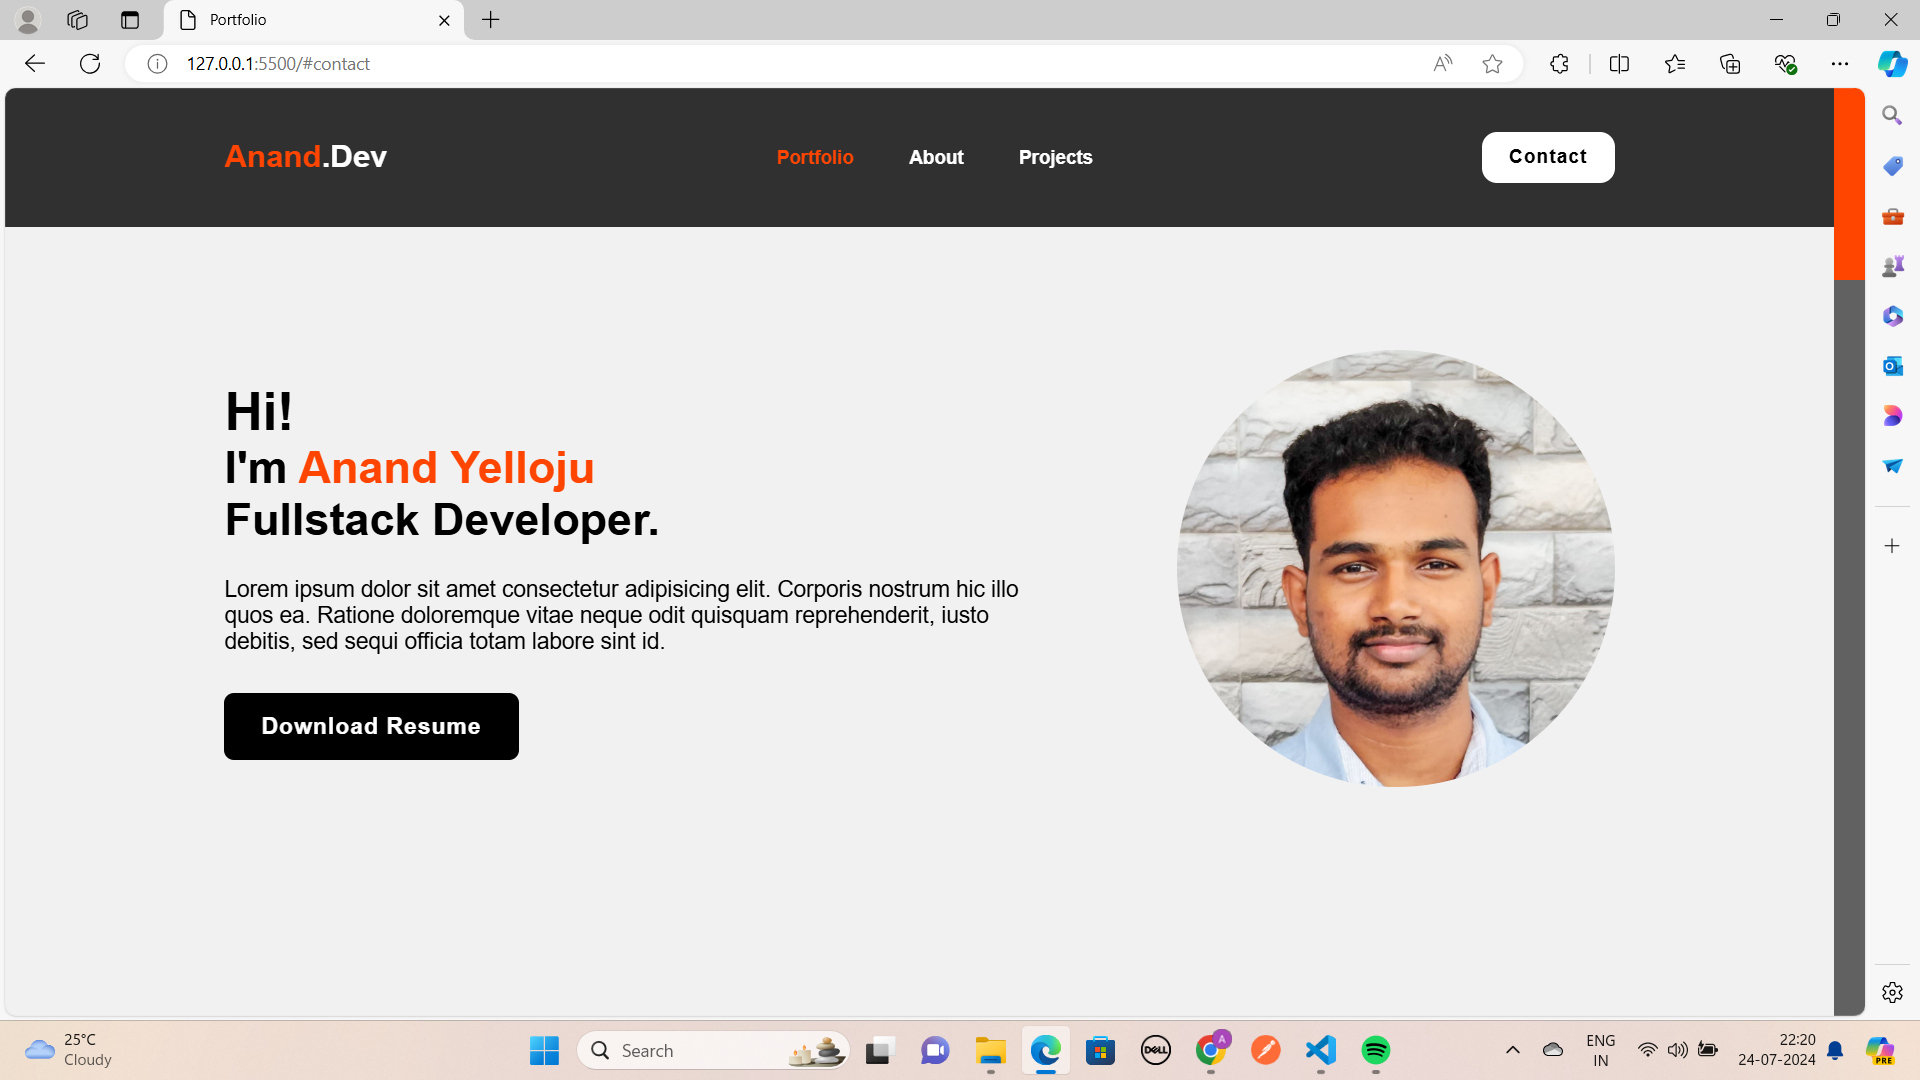 Portfolio
127.0.0.1:5500/#contact
Anand.Dev
Portfolio
About
Projects
Contact
Hi!
I'm Anand Yelloju
Fullstack Developer.
Lorem ipsum dolor sit amet consectetur adipisicing elit. Corporis nostrum hic illo
quos ea. Ratione doloremque vitae neque odit quisquam reprehenderit, iusto
debitis, sed sequi officia totam labore sint id.
Download Resume
25°C
Cloudy
Search
DELL
A
ENG
IN
22:20
24-07-2024
PRE